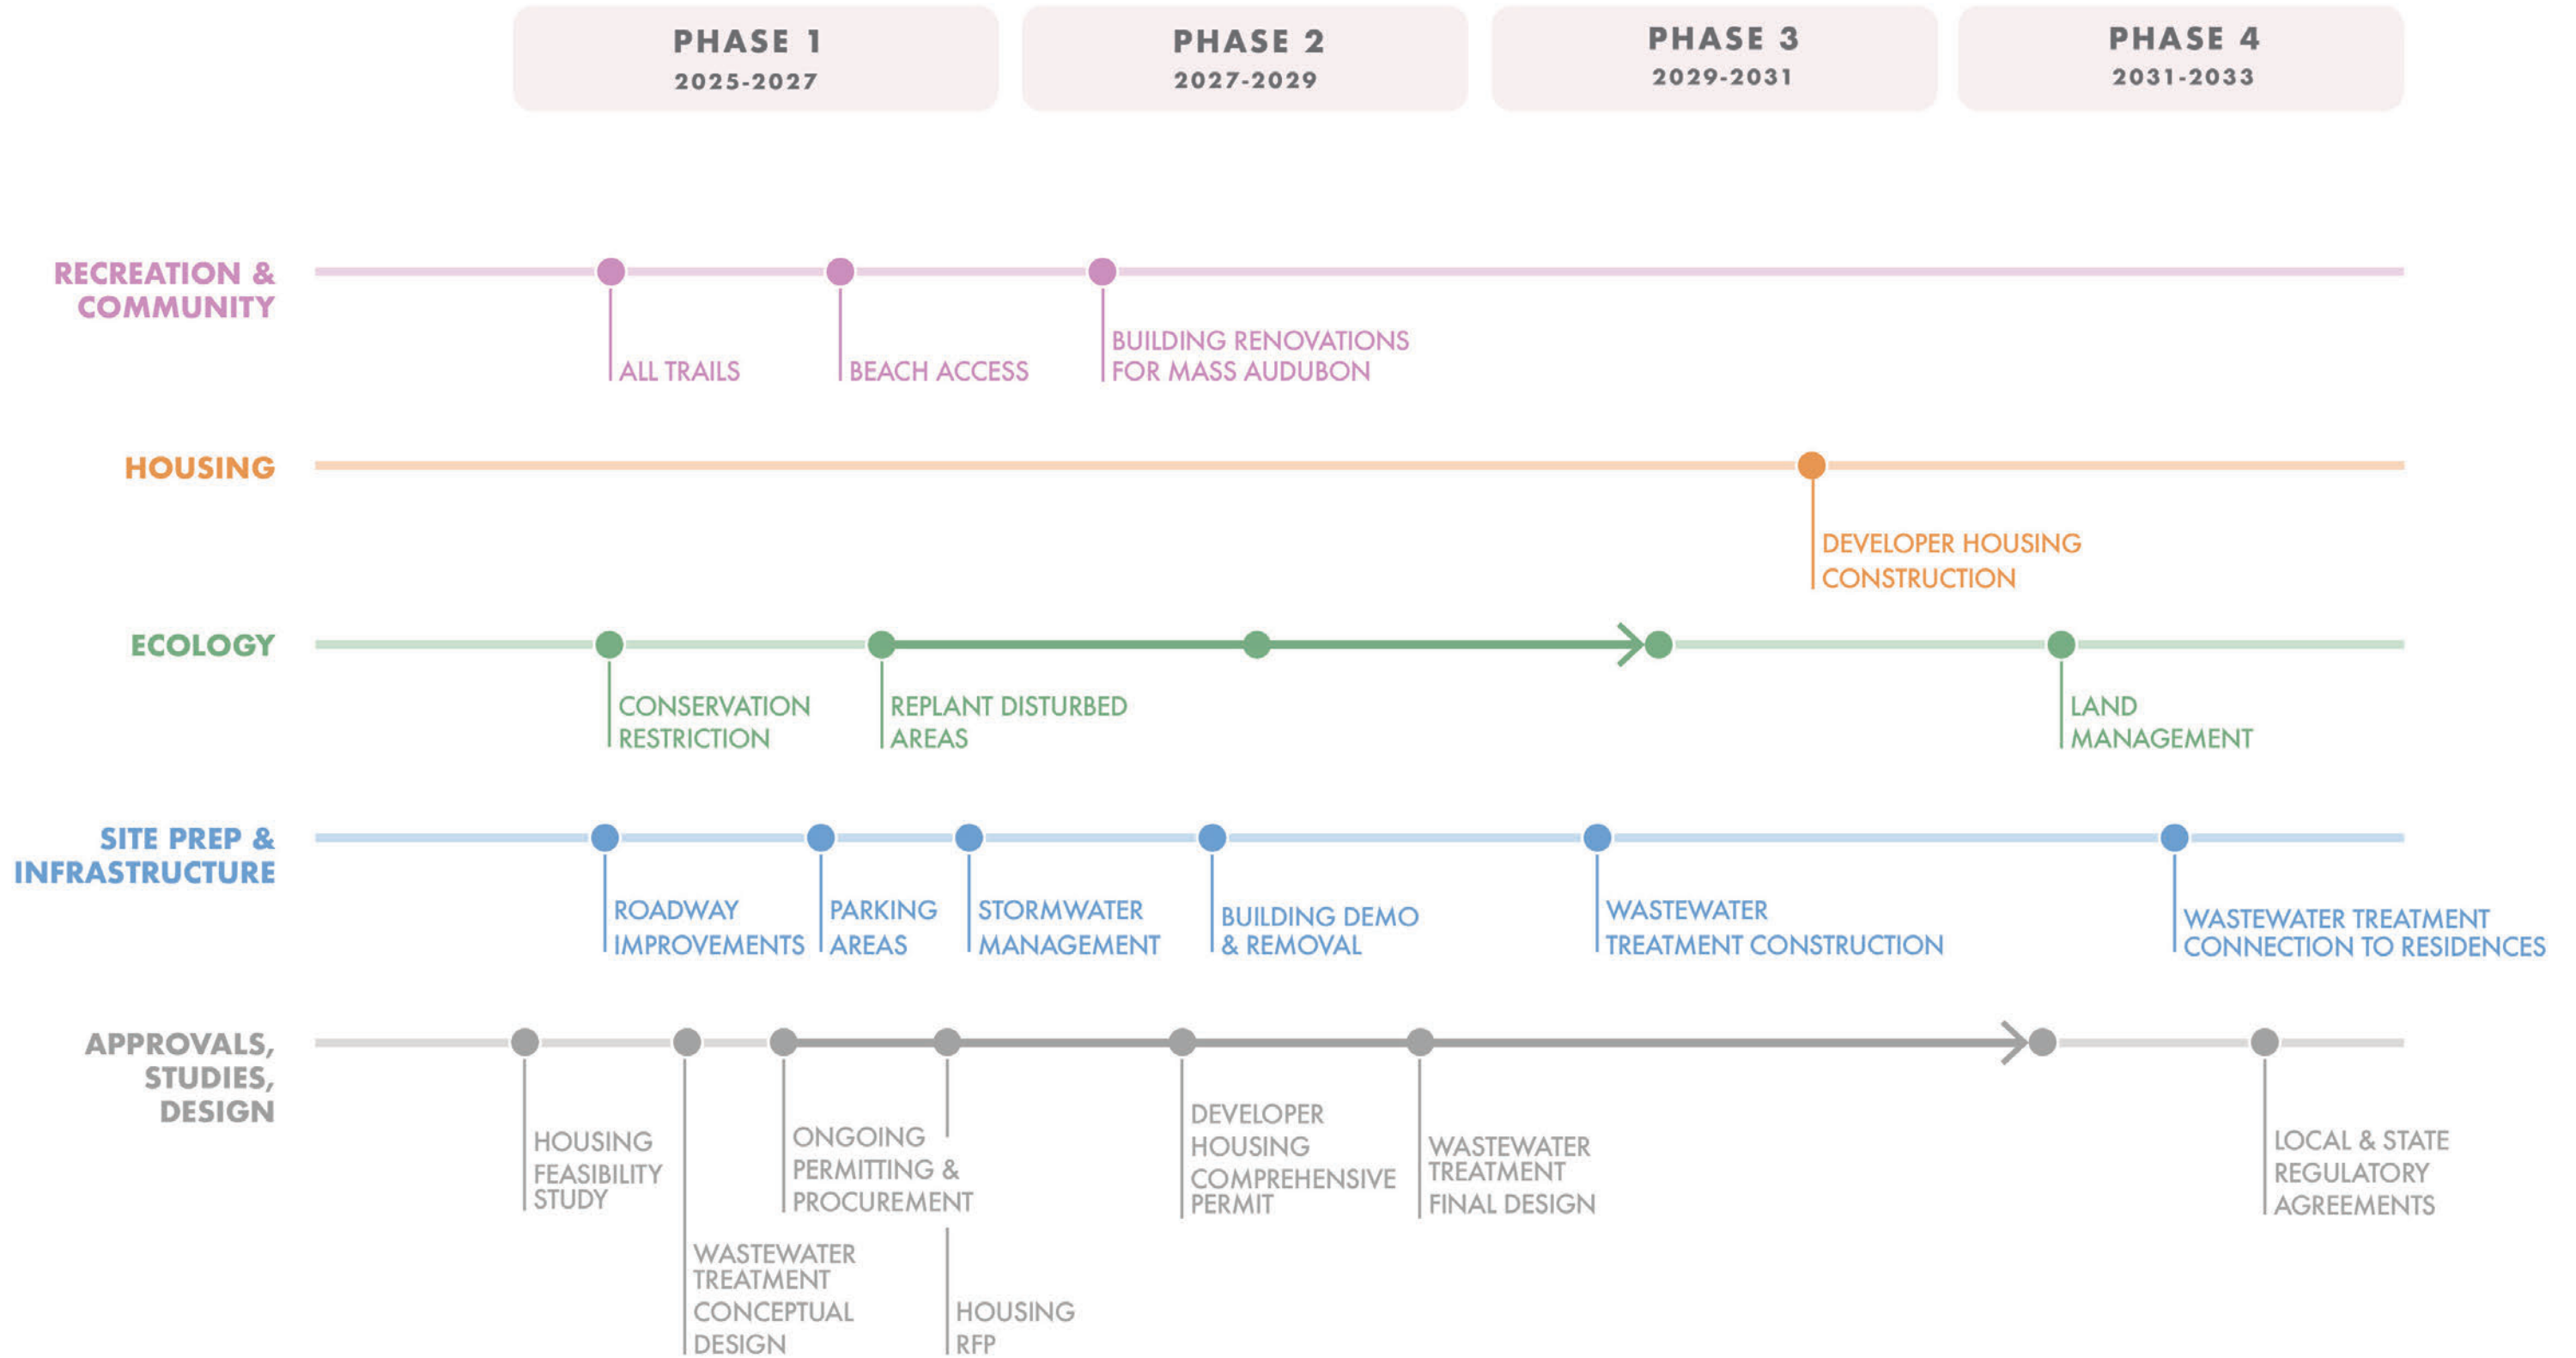 PHASE 1
2025-2027
PHASE 2
2027-2029
PHASE 3
2029-2031
PHASE 4
2031-2033
RECREATION &
COMMUNITY
ALL TRAILS
BEACH ACCESS
BUILDING RENOVATIONS
FOR MASS AUDUBON
HOUSING
DEVELOPER HOUSING
CONSTRUCTION
ECOLOGY
CONSERVATION
RESTRICTION
REPLANT DISTURBED
AREAS
LAND
MANAGEMENT
SITE PREP &
INFRASTRUCTURE
ROADWAY
IMPROVEMENTS
PARKING
AREAS
STORMWATER
MANAGEMENT
BUILDING DEMO
& REMOVAL
WASTEWATER
TREATMENT CONSTRUCTION
WASTEWATER TREATMENT
CONNECTION TO RESIDENCES
APPROVALS,
STUDIES,
DESIGN
HOUSING
FEASIBILITY
STUDY
WASTEWATER
TREATMENT
CONCEPTUAL
DESIGN
ONGOING
PERMITTING &
PROCUREMENT
HOUSING
RFP
DEVELOPER
HOUSING
COMPREHENSIVE
PERMIT
WASTEWATER
TREATMENT
FINAL DESIGN
LOCAL & STATE
REGULATORY
AGREEMENTS